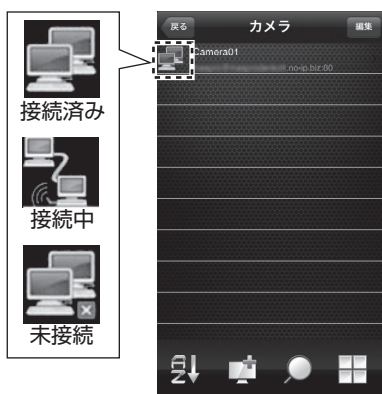 接続済み
接続中
未接続
戻る
カメラ
編集
Camera01
.no-ip.biz:80